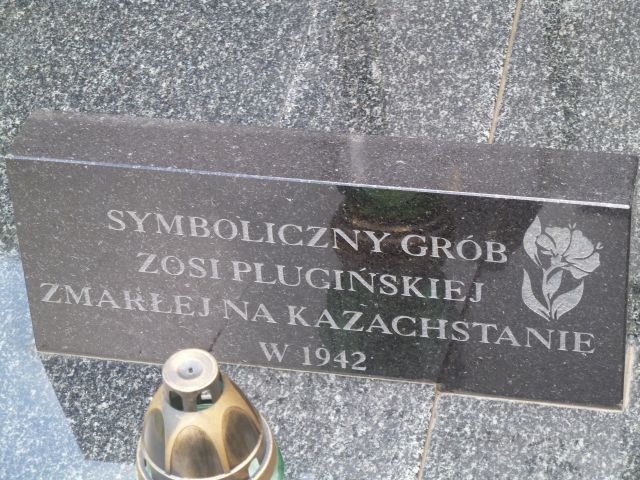 SYMBOLICZNY GRÓB
ZOSI PLUGIŃSKIEJ
ZMARŁEJ NA KAZACHSTANIE
W 1942